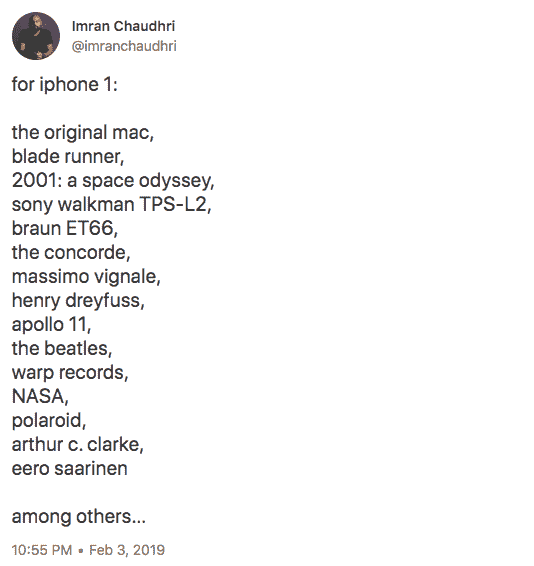 Imran Chaudhri
@imranchaudhri
for iphone 1:
the original mac,
blade runner,
2001: a space odyssey,
sony walkman TPS-L2,
braun ET66,
the concorde,
massimo vignale,
henry dreyfuss,
apollo 11,
the beatles,
warp records,
NASA,
polaroid,
arthur c. clarke,
eero saarinen
among others...
10:55 PM • Feb 3, 2019